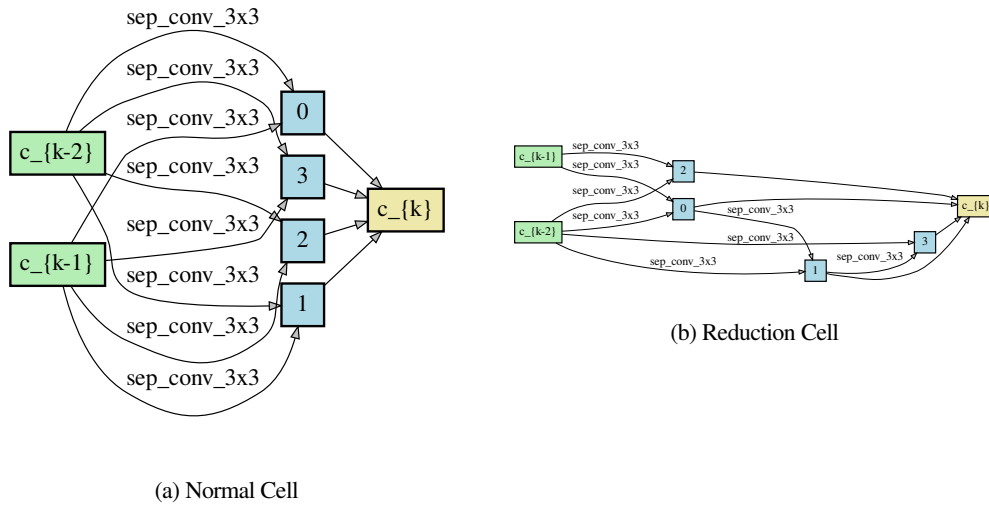 sep_conv_3x3
sep_conv_3x3
sep_conv_3x3
sep_conv_3x3
sep_conv_3x3
sep_conv_3x3
sep_conv_3x3
sep_conv_3x3
c_{k-2}
c_{k-1}
0
3
2
1
c_{k}
(a) Normal Cell
c_{k-1}
c_{k-2}
sep_conv_3x3
sep_conv_3x3
sep_conv_3x3
sep_conv_3x3
sep_conv_3x3
sep_conv_3x3
sep_conv_3x3
sep_conv_3x3
2
0
1
3
c_{k}
(b) Reduction Cell